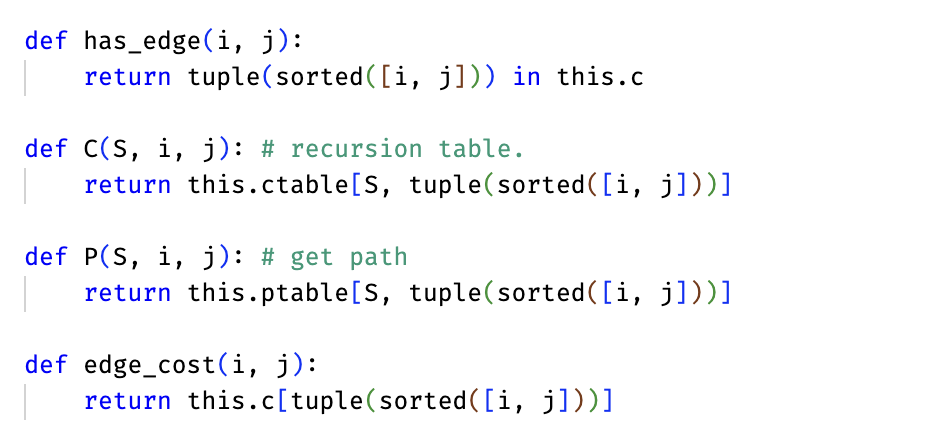 def has_edge(i, j):
    return tuple(sorted([i, j])) in this.c

def C(S, i, j): # recursion table.
    return this.ctable[S, tuple(sorted([i, j]))]

def P(S, i, j): # get path
    return this.ptable[S, tuple(sorted([i, j]))]

def edge_cost(i, j):
    return this.c[tuple(sorted([i, j]))]